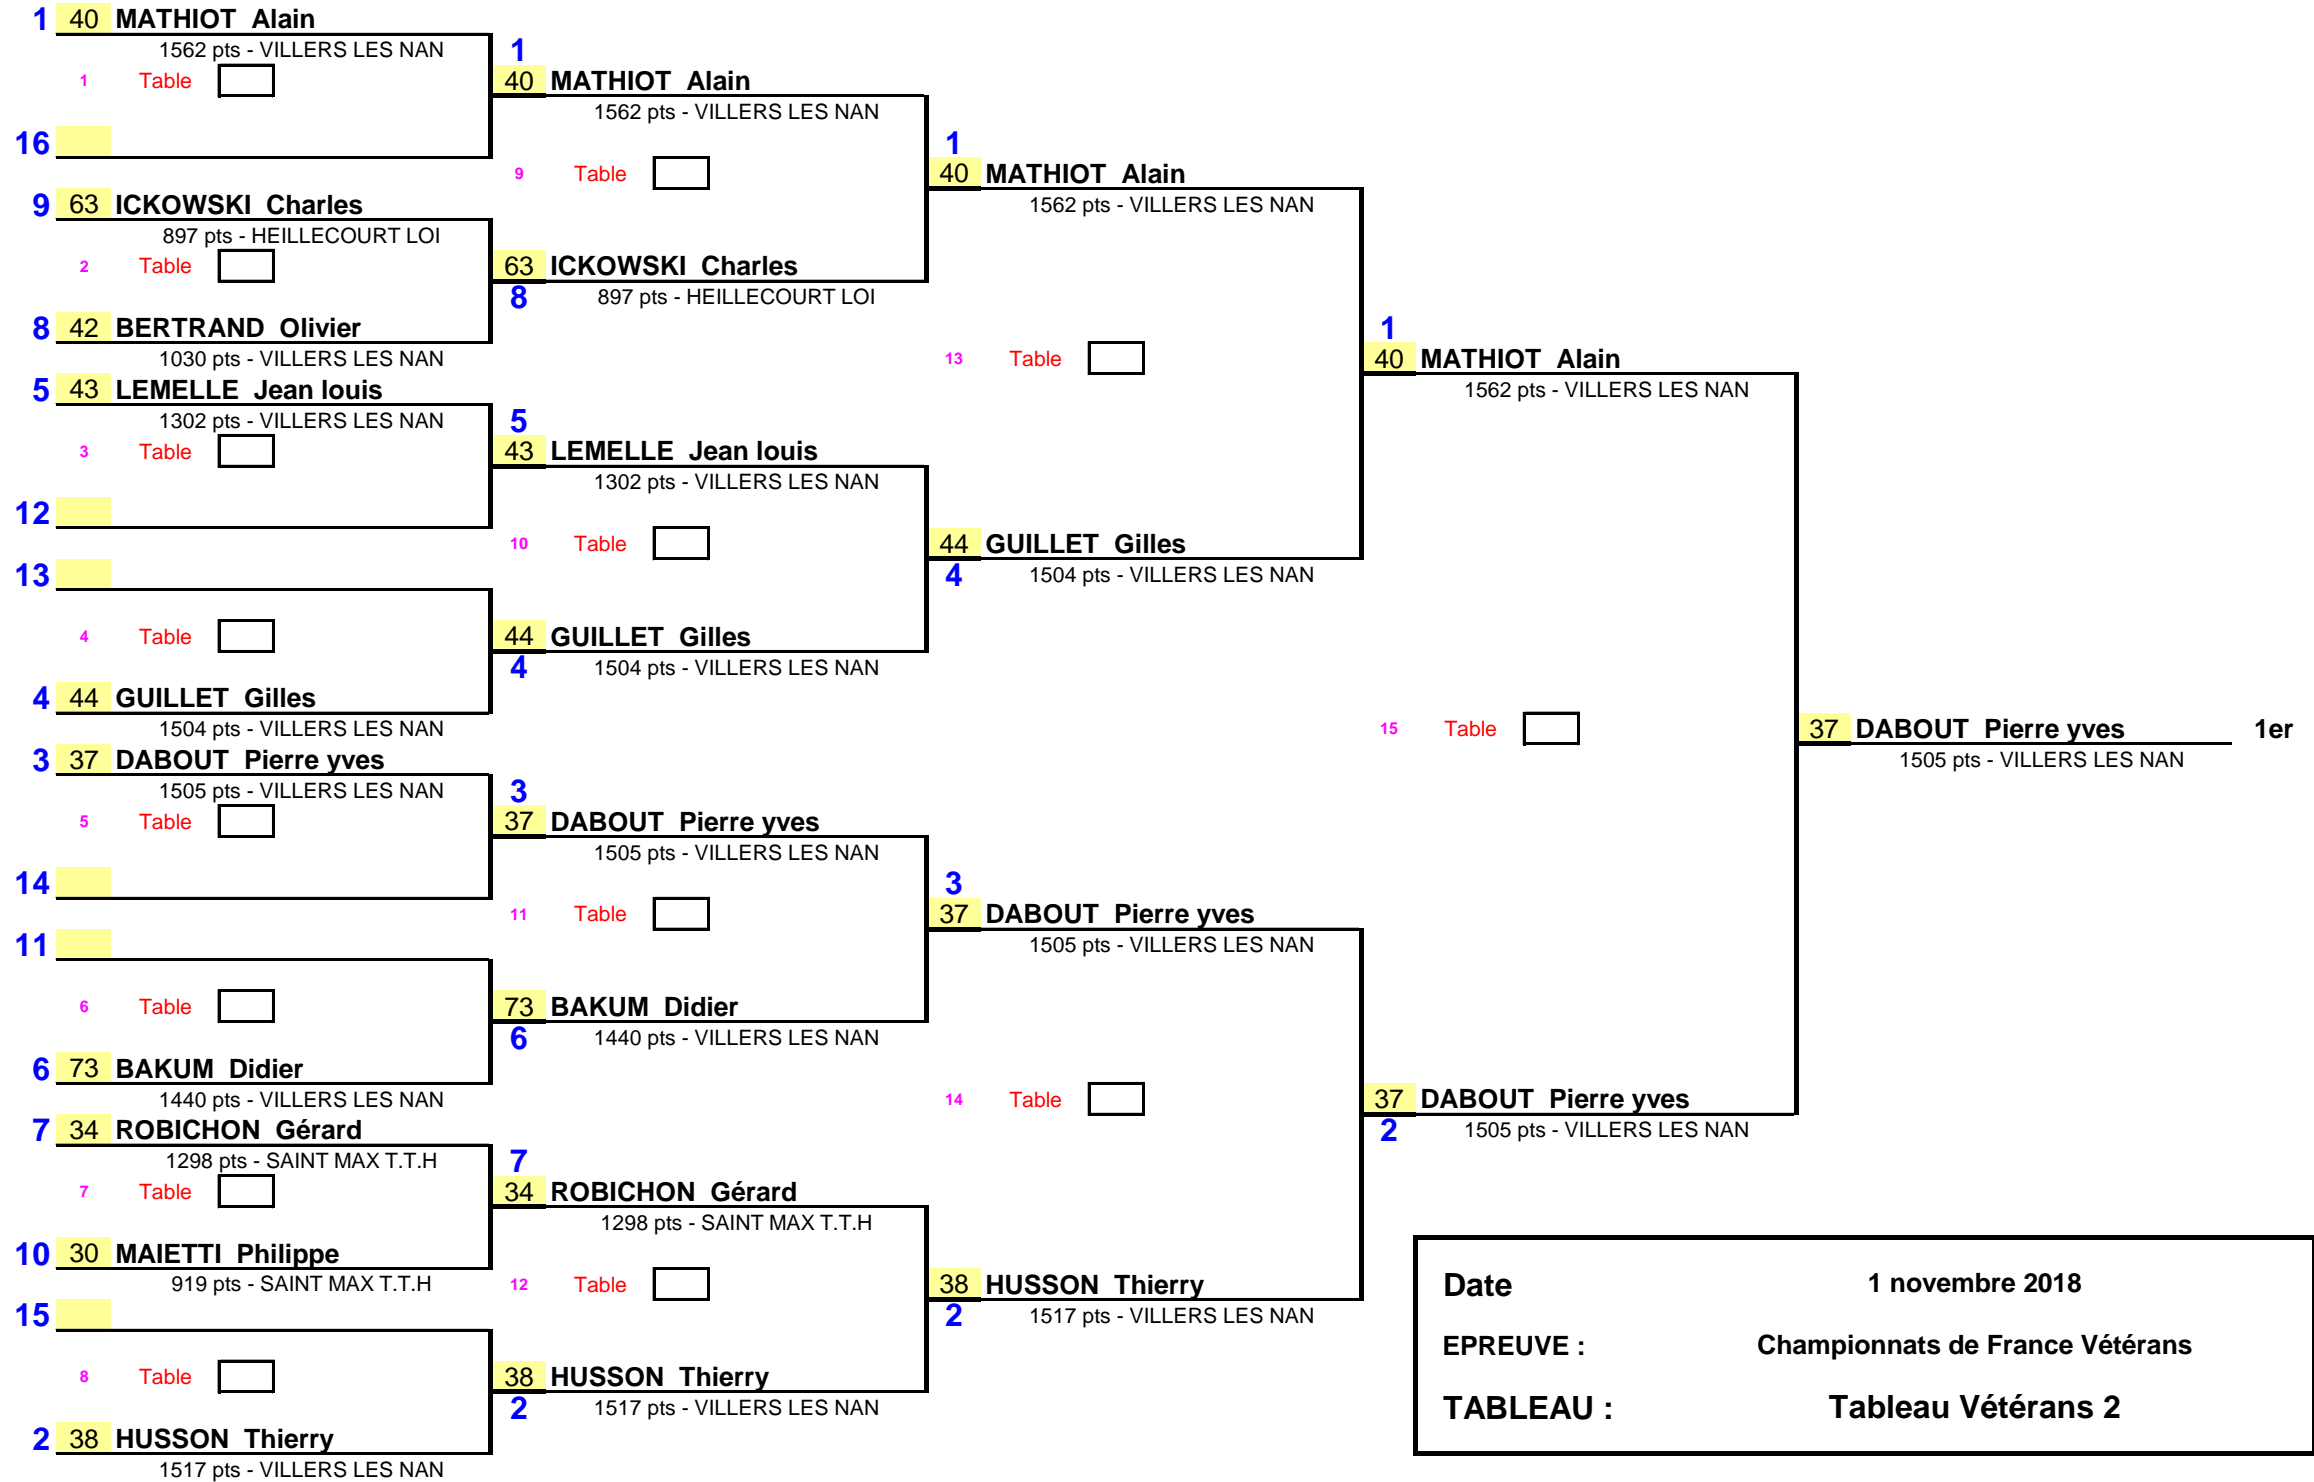 1 40 MATHIOT Alain
1562 pts - VILLERS LES NAN
1 Table
16
9 63 ICKOWSKI Charles
897 pts - HEILLECOURT LOI
2 Table
8 42 BERTRAND Olivier
1030 pts - VILLERS LES NAN
5 43 LEMELLE Jean louis
1302 pts - VILLERS LES NAN
3 Table
12
13
4 Table
4 44 GUILLET Gilles
1504 pts - VILLERS LES NAN
3 37 DABOUT Pierre yves
1505 pts - VILLERS LES NAN
5 Table
14
11
6 Table
6 73 BAKUM Didier
1440 pts - VILLERS LES NAN
7 34 ROBICHON Gérard
1298 pts - SAINT MAX T.T.H
7 Table
10 30 MAIETTI Philippe
919 pts - SAINT MAX T.T.H
15
8 Table
2 38 HUSSON Thierry
1517 pts - VILLERS LES NAN
1
40 MATHIOT Alain
1562 pts - VILLERS LES NAN
9 Table
63 ICKOWSKI Charles
8 897 pts - HEILLECOURT LOI
5
43 LEMELLE Jean louis
1302 pts - VILLERS LES NAN
10 Table
44 GUILLET Gilles
4 1504 pts - VILLERS LES NAN
3
37 DABOUT Pierre yves
1505 pts - VILLERS LES NAN
11 Table
73 BAKUM Didier
6 1440 pts - VILLERS LES NAN
7
34 ROBICHON Gérard
1298 pts - SAINT MAX T.T.H
12 Table
38 HUSSON Thierry
2 1517 pts - VILLERS LES NAN
1
40 MATHIOT Alain
1562 pts - VILLERS LES NAN
13 Table
44 GUILLET Gilles
4 1504 pts - VILLERS LES NAN
3
37 DABOUT Pierre yves
1505 pts - VILLERS LES NAN
14 Table
38 HUSSON Thierry
2 1517 pts - VILLERS LES NAN
1
40 MATHIOT Alain
1562 pts - VILLERS LES NAN
15 Table
37 DABOUT Pierre yves
2 1505 pts - VILLERS LES NAN
37 DABOUT Pierre yves 1er
1505 pts - VILLERS LES NAN
Date 1 novembre 2018
EPREUVE : Championnats de France Vétérans
TABLEAU : Tableau Vétérans 2